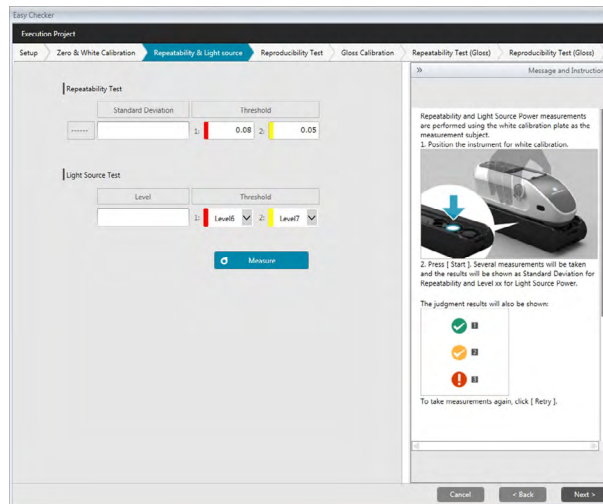 Easy Checker
Execution Project
Setup
Zero & White Calibration
Repeatability & Light source
Reproducibility Test
Gloss Calibration
Repeatability Test (Gloss)
Reproducibility Test (Gloss)
Repeatability Test
Standard Deviation
Threshold
------
1:
0.08
2:
0.05
Light Source Test
Level
Threshold
1:
Level6
2:
Level7
Measure
»
Message and Instruction
Repeatability and Light Source Power measurements
are performed using the white calibration plate as the
measurement subject.
1. Position the instrument for white calibration.
2. Press [ Start ]. Several measurements will be taken
and the results will be shown as Standard Deviation for
Repeatability and Level xx for Light Source Power.
The judgment results will also be shown:
1
2
3
To take measurements again, click [ Retry ].
Cancel
< Back
Next >